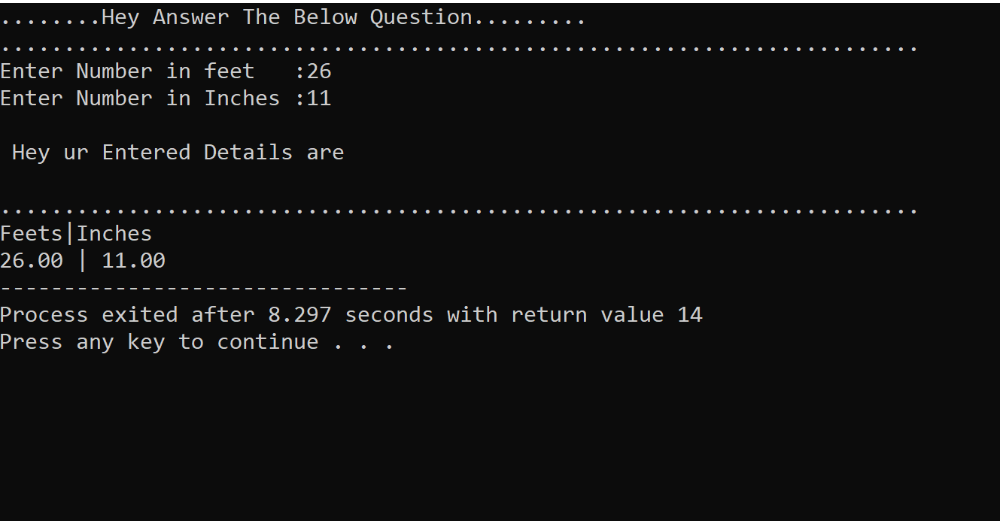 ........Hey Answer The Below Question.........
........................................................................
Enter Number in feet   :26
Enter Number in Inches :11
 Hey ur Entered Details are
........................................................................
Feets|Inches
26.00 | 11.00
--------------------------------
Process exited after 8.297 seconds with return value 14
Press any key to continue . . .